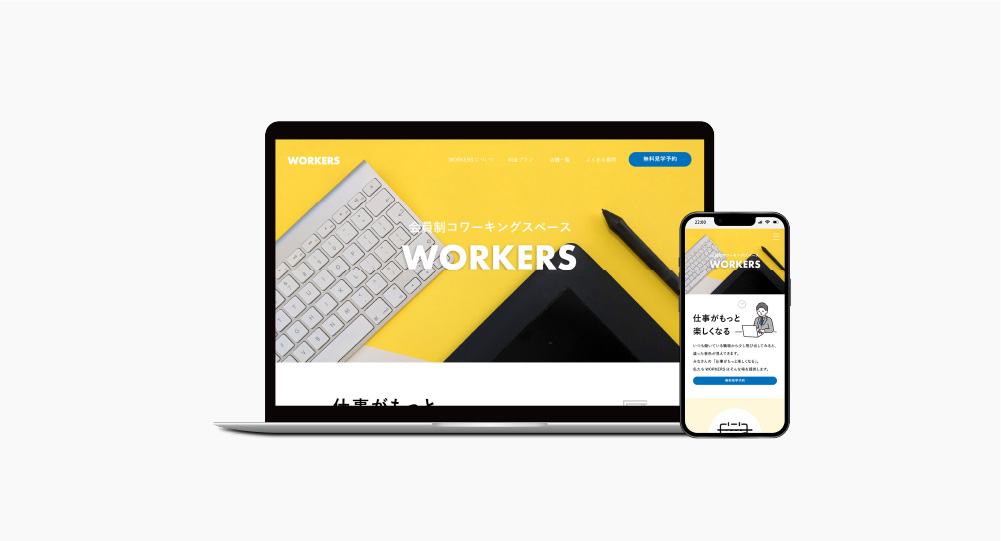 WORKERS
WORKERSについて 料金プラン 店舗一覧 よくある質問 無料見学予約
会員制コワーキングスペース
WORKERS
仕事がもっと
22:00
会員制コワーキングスペース
WORKERS
仕事がもっと
楽しくなる
いつも働いている職場から少し飛び出してみると、
違った景色が見えてきます。
みなさんの「仕事がもっと楽しくなる」。
私たち WORKERS はそんな場を提供します。
無料見学予約